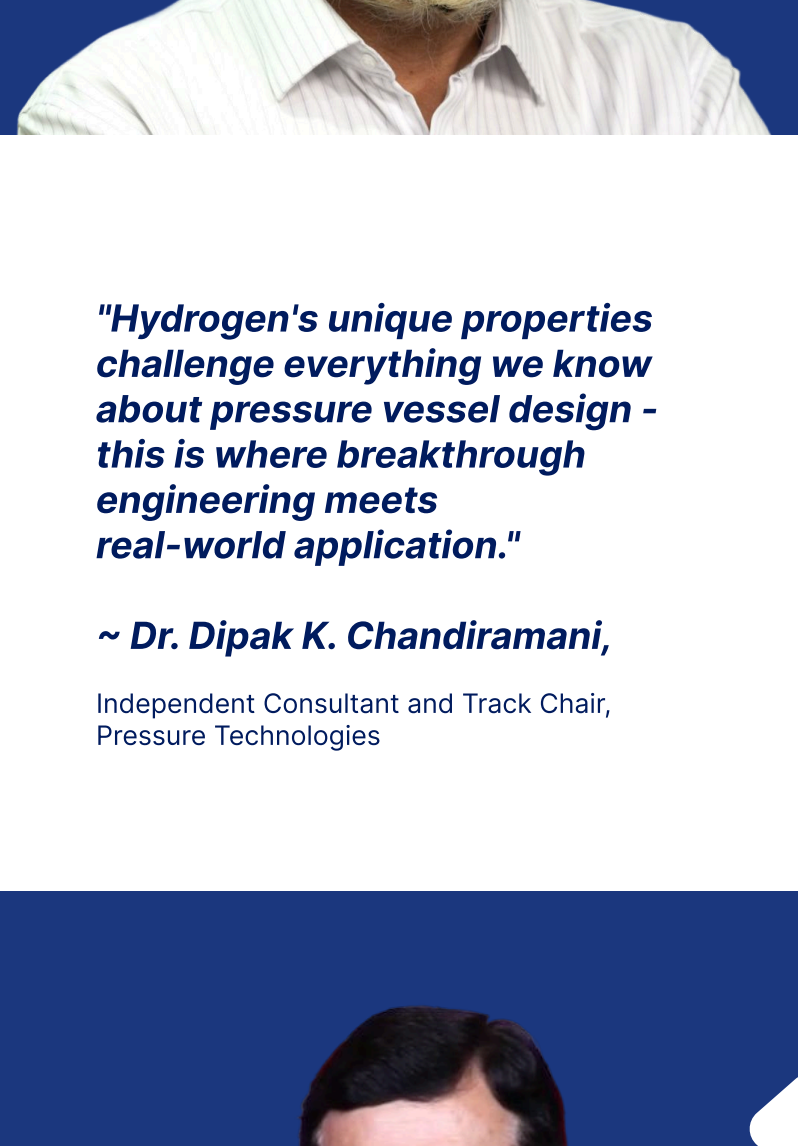 "Hydrogen's unique properties
challenge everything we know
about pressure vessel design -
this is where breakthrough
engineering meets
real-world application."
~ Dr. Dipak K. Chandiramani,
Independent Consultant and Track Chair,
Pressure Technologies